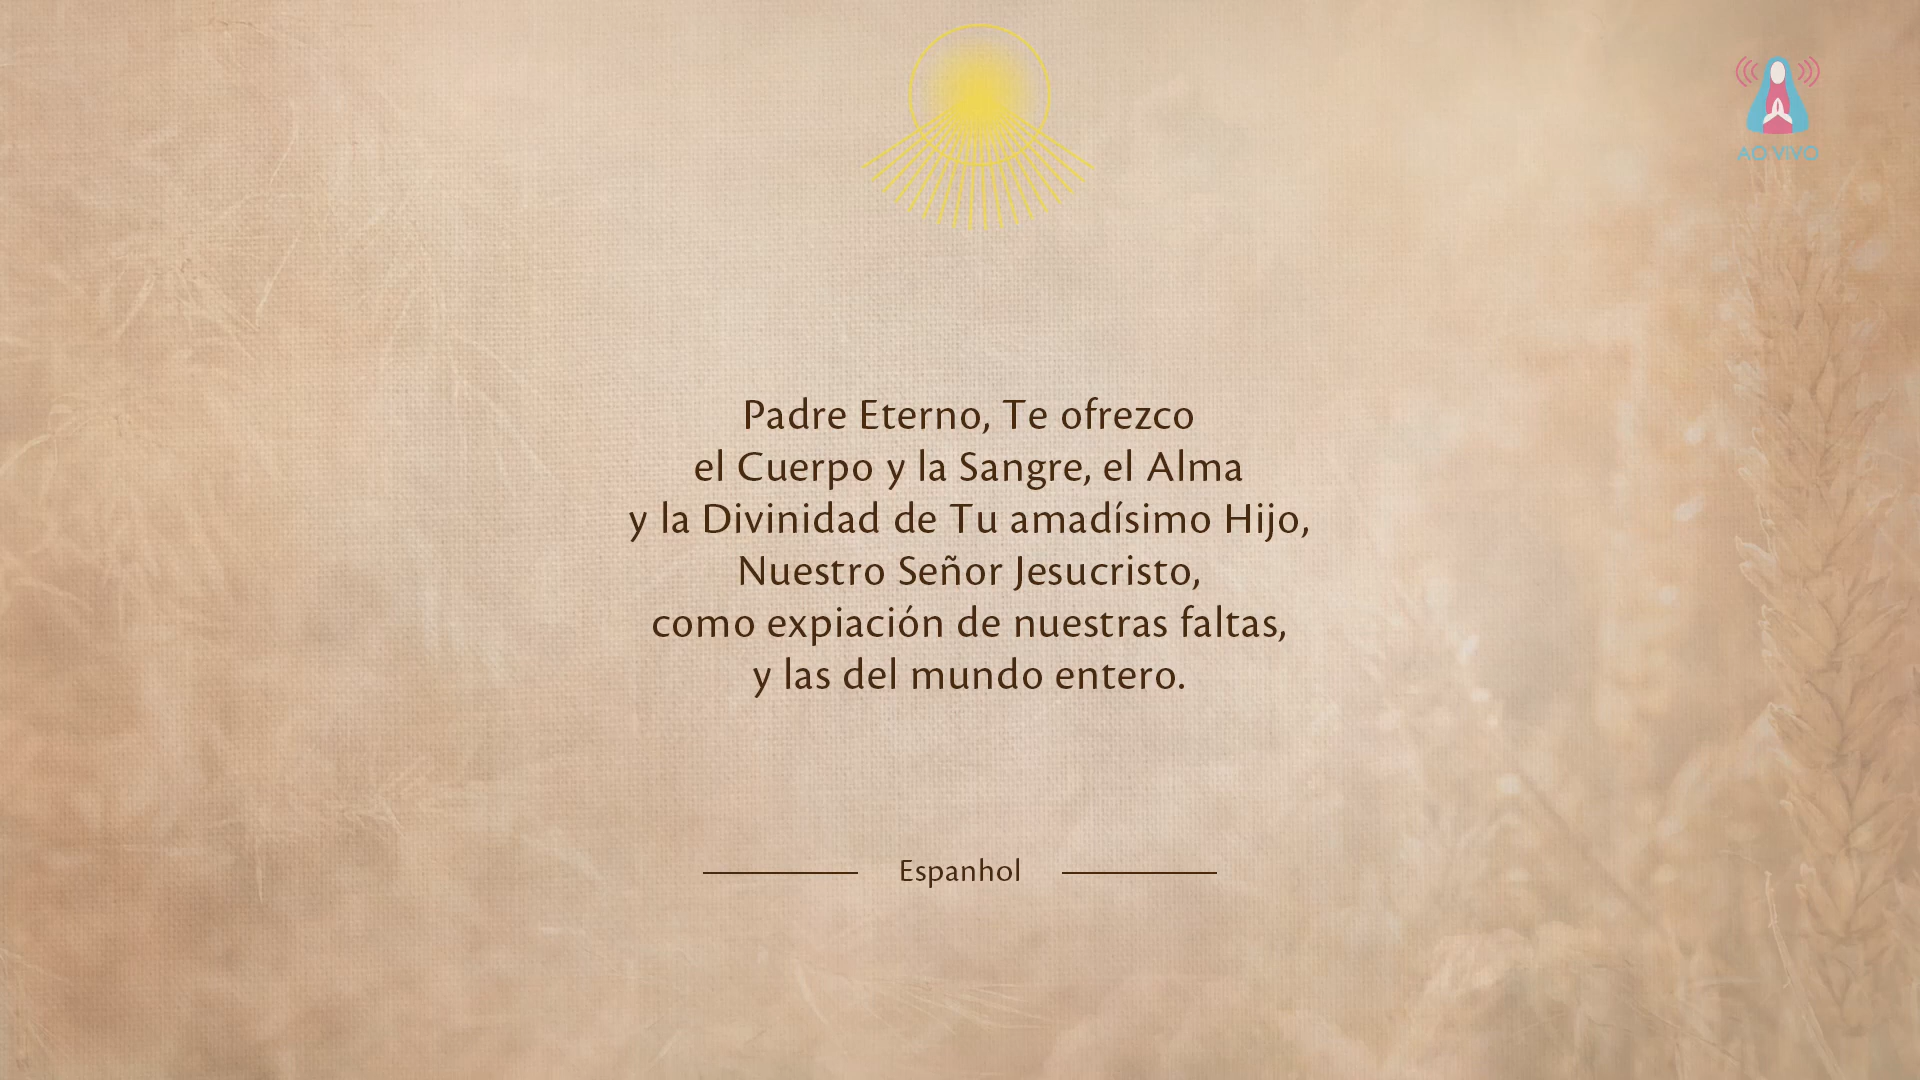 AO VIVO
Padre Eterno, Te ofrezco
el Cuerpo y la Sangre, el Alma
y la Divinidad de Tu amadísimo Hijo,
Nuestro Señor Jesucristo,
como expiación de nuestras faltas,
y las del mundo entero.
Espanhol